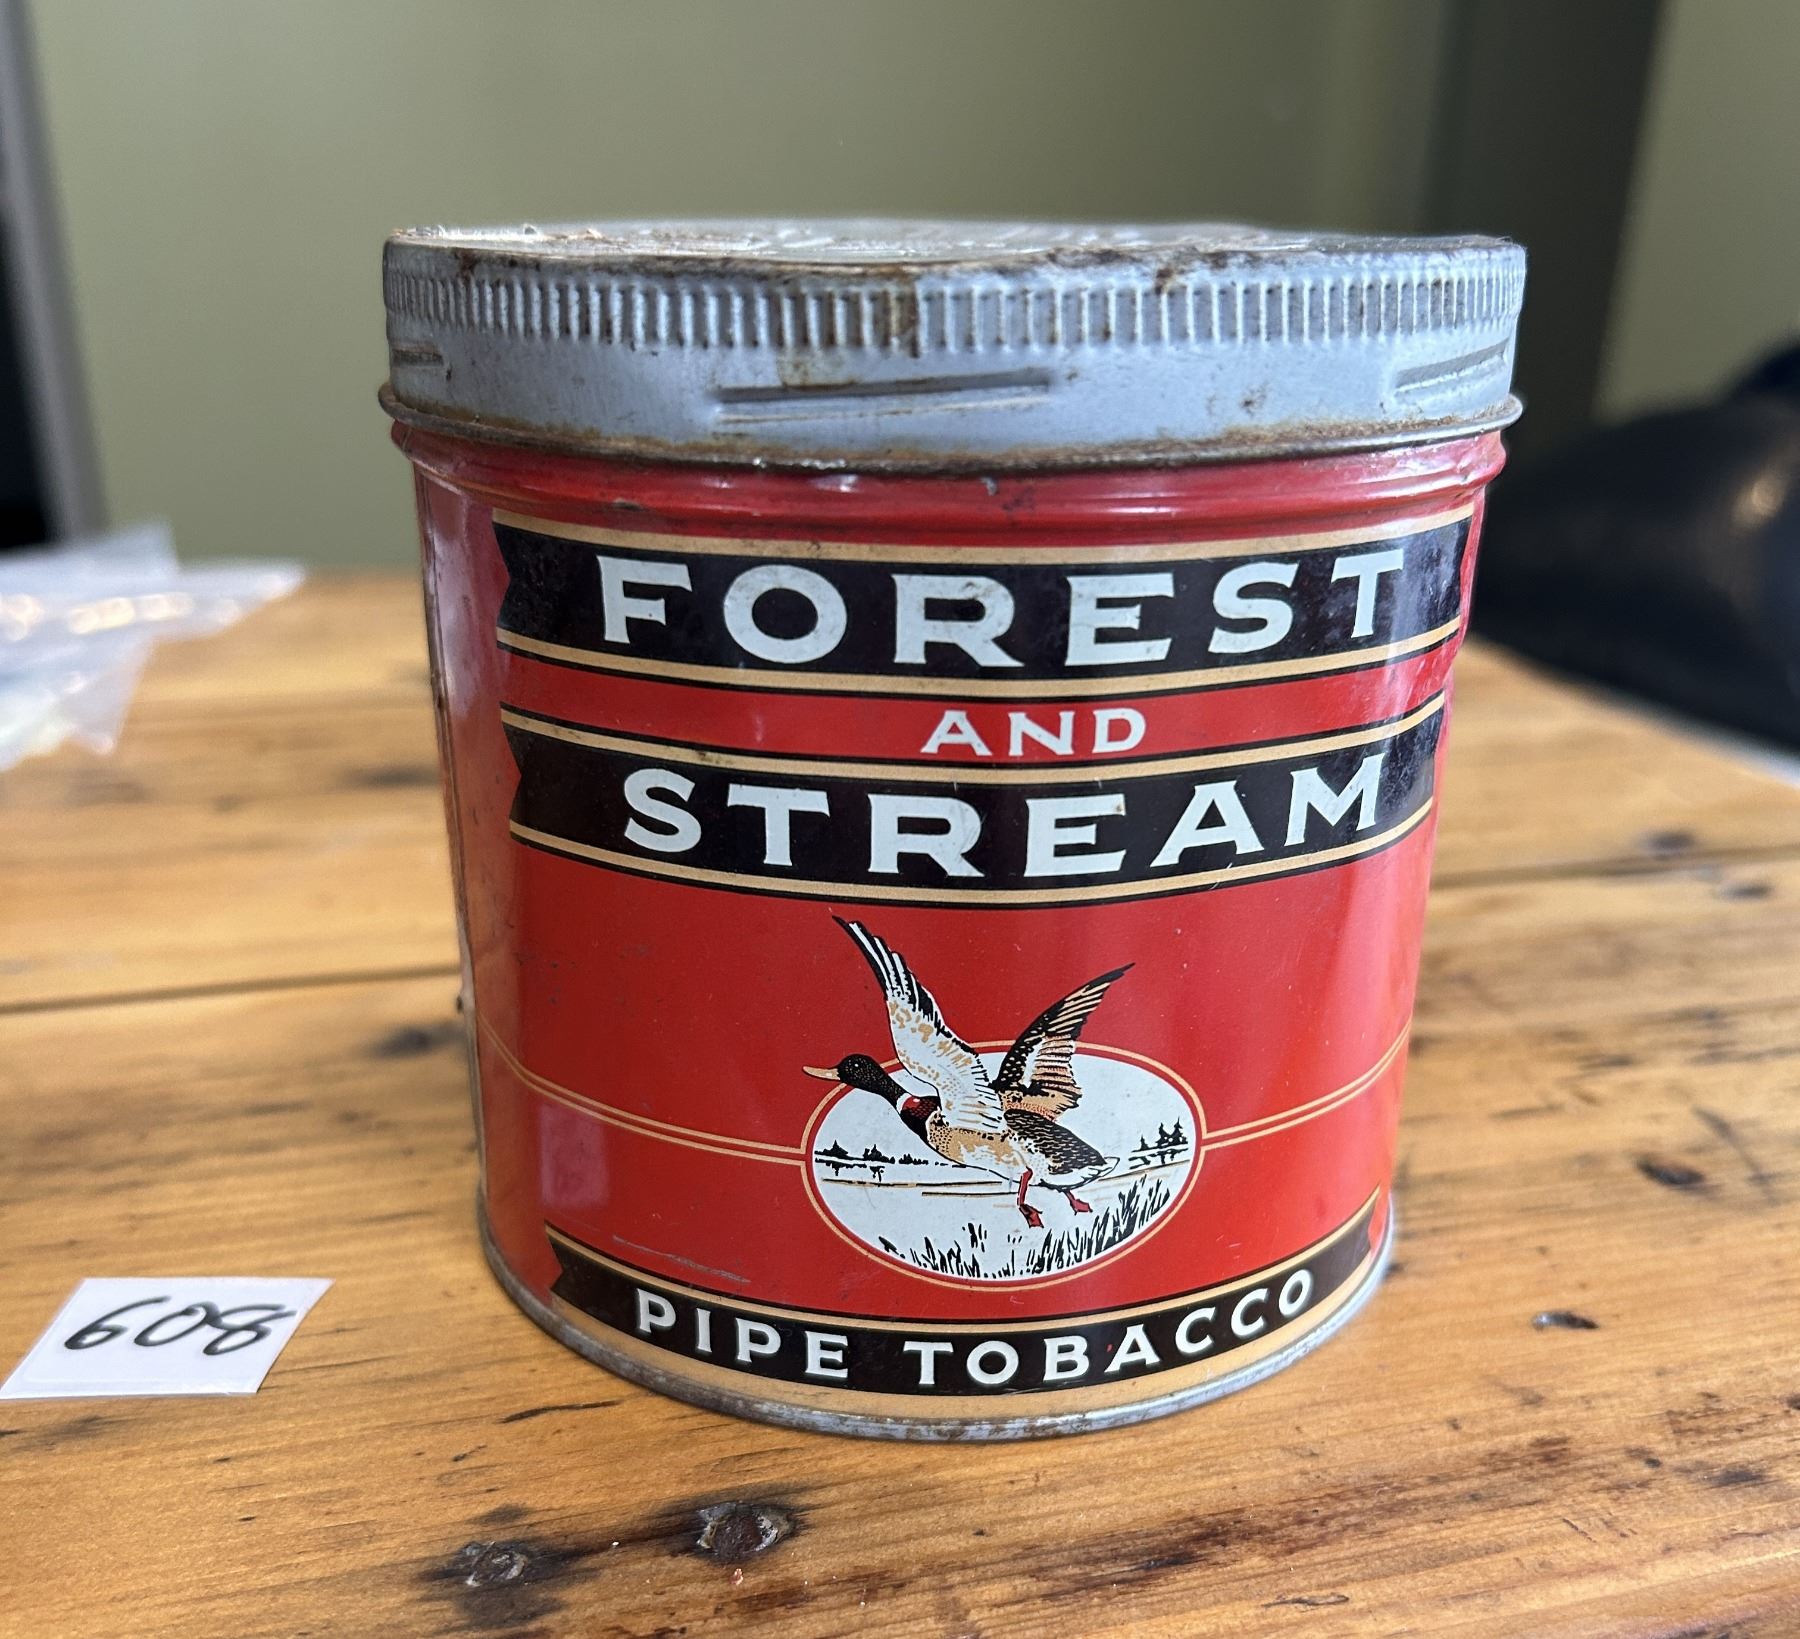 FOREST
AND
STREAM
PIPE TOBACCO
608